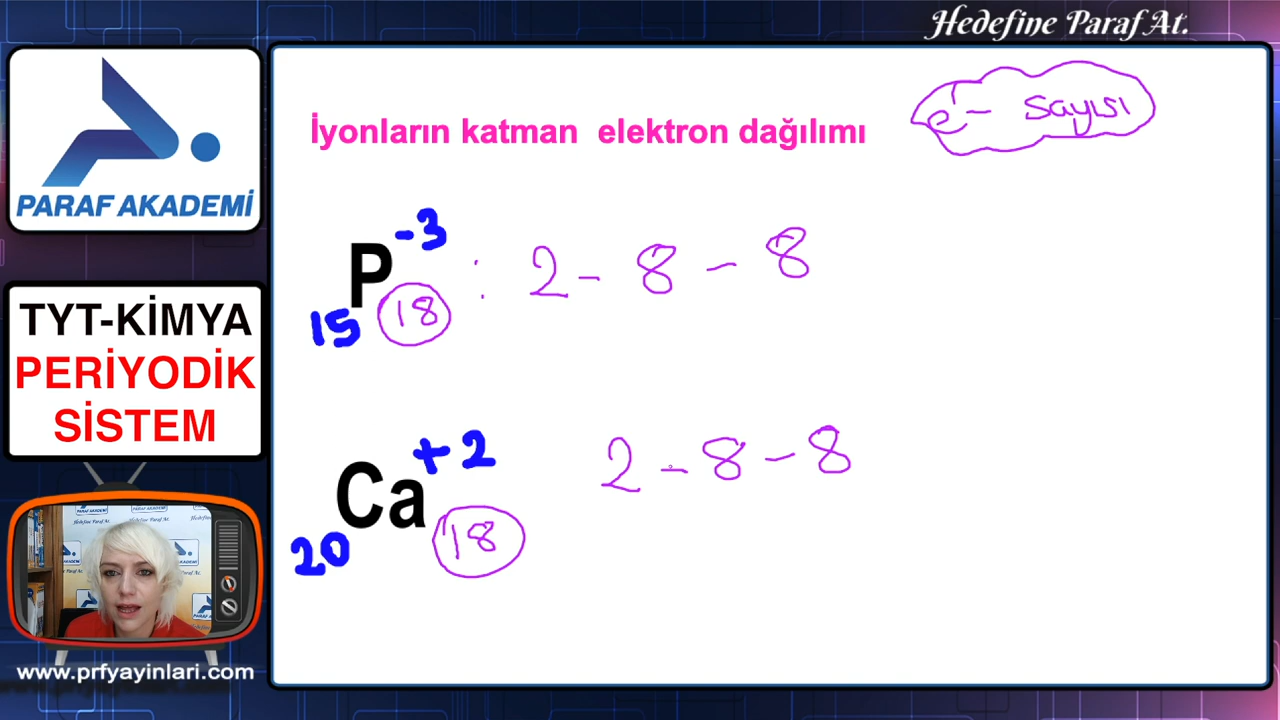 Hedefine Paraf At.
PARAF AKADEMİ
TYT-KİMYA
PERİYODİK
SİSTEM
www.prfyayinlari.com
İyonların katman elektron dağılımı
e- sayısı
15 P -3 18 : 2 - 8 - 8
20 Ca +2 18 2 - 8 - 8